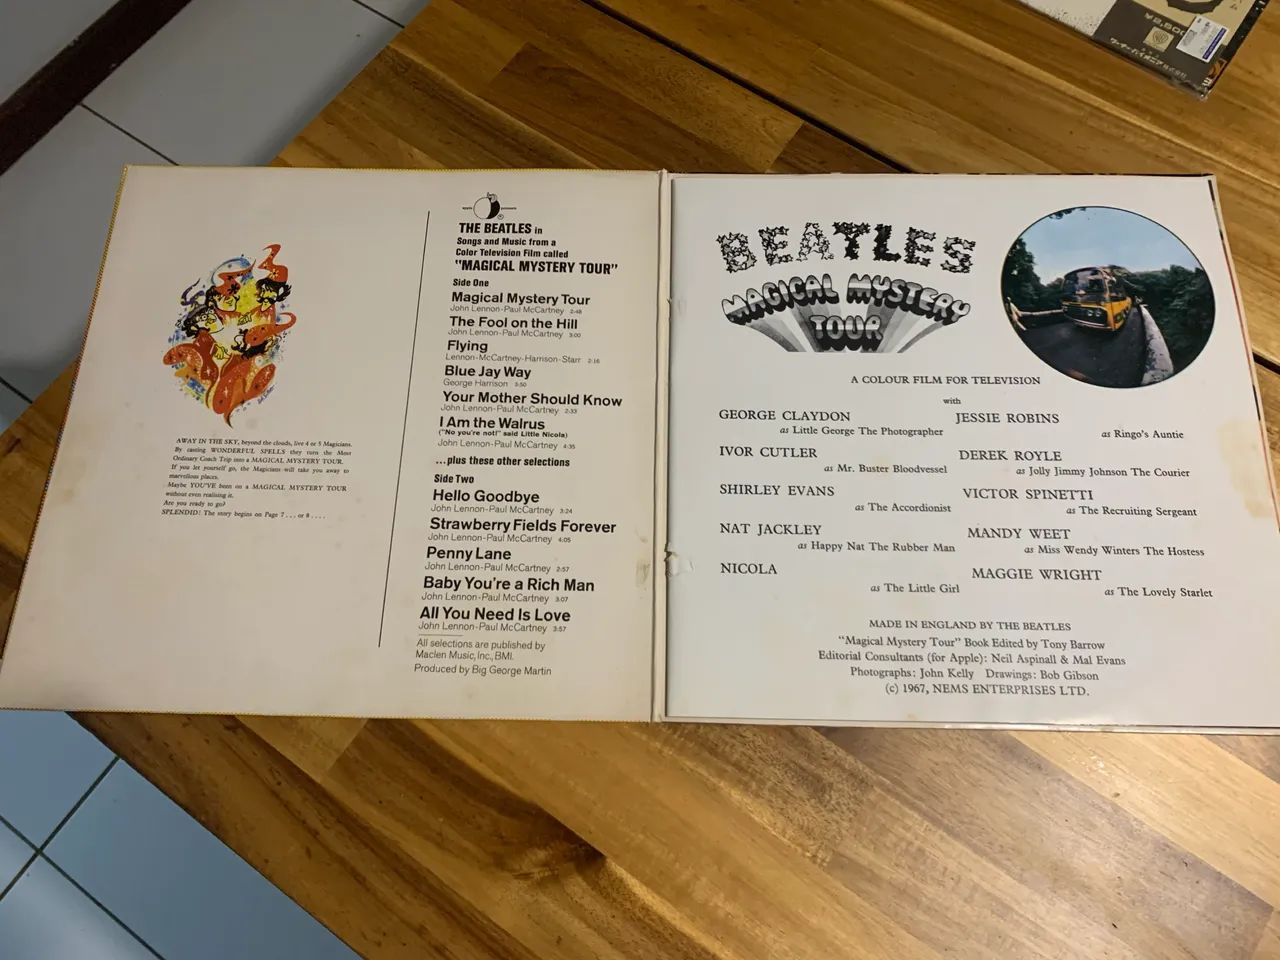 AWAY IN THE SKY, beyond the clouds, live 4 or 5 Magicians.
By casting WONDERFUL SPELLS they turn the Most
Ordinary Coach Trip into a MAGICAL MYSTERY TOUR.
If you let yourself go, the Magicians will take you away to
marvellous places.
Maybe YOU'VE been on a MAGICAL MYSTERY TOUR
without even realising it.
Are you ready to go?
SPLENDID! The story begins on Page 7 . . . or 8 . . . .
apple presents
THE BEATLES in
Songs and Music from a
Color Television Film called
"MAGICAL MYSTERY TOUR"
Side One
Magical Mystery Tour
John Lennon-Paul McCartney 2:48
The Fool on the Hill
John Lennon-Paul McCartney 3:00
Flying
Lennon-McCartney-Harrison-Starr 2:16
Blue Jay Way
George Harrison 3:50
Your Mother Should Know
John Lennon-Paul McCartney 2:33
I Am the Walrus
("No you're not!" said Little Nicola)
John Lennon-Paul McCartney 4:35
...plus these other selections
Side Two
Hello Goodbye
John Lennon-Paul McCartney 3:24
Strawberry Fields Forever
John Lennon-Paul McCartney 4:05
Penny Lane
John Lennon-Paul McCartney 2:57
Baby You're a Rich Man
John Lennon-Paul McCartney 3:07
All You Need Is Love
John Lennon-Paul McCartney 3:57
All selections are published by
Maclen Music, Inc., BMI.
Produced by Big George Martin
BEATLES
MAGICAL MYSTERY
TOUR
A COLOUR FILM FOR TELEVISION
with
GEORGE CLAYDON
as Little George The Photographer
JESSIE ROBINS
as Ringo's Auntie
IVOR CUTLER
as Mr. Buster Bloodvessel
DEREK ROYLE
as Jolly Jimmy Johnson The Courier
SHIRLEY EVANS
as The Accordionist
VICTOR SPINETTI
as The Recruiting Sergeant
NAT JACKLEY
as Happy Nat The Rubber Man
MANDY WEET
as Miss Wendy Winters The Hostess
NICOLA
as The Little Girl
MAGGIE WRIGHT
as The Lovely Starlet
MADE IN ENGLAND BY THE BEATLES
"Magical Mystery Tour" Book Edited by Tony Barrow
Editorial Consultants (for Apple): Neil Aspinall & Mal Evans
Photographs: John Kelly Drawings: Bob Gibson
(c) 1967, NEMS ENTERPRISES LTD.
ワーナー・パイオニア株式会社